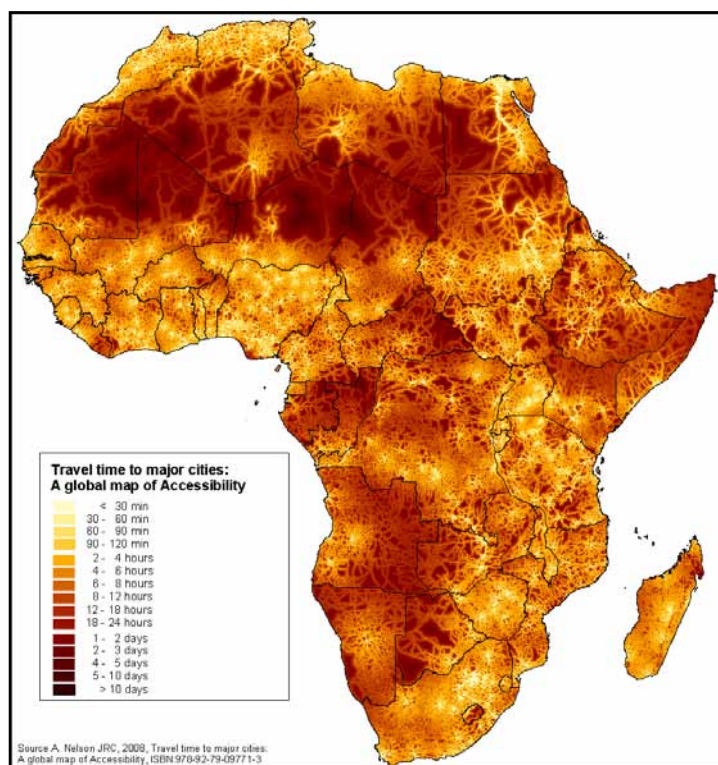 Travel time to major cities:
A global map of Accessibility
< 30 min
30 - 60 min
60 - 90 min
90 - 120 min
2 - 4 hours
4 - 6 hours
6 - 8 hours
8 - 12 hours
12 - 18 hours
18 - 24 hours
1 - 2 days
2 - 3 days
4 - 5 days
5 - 10 days
> 10 days
Source A. Nelson JRC, 2008, Travel time to major cities:
A global map of Accessibility, ISBN:978-92-79-09771-3